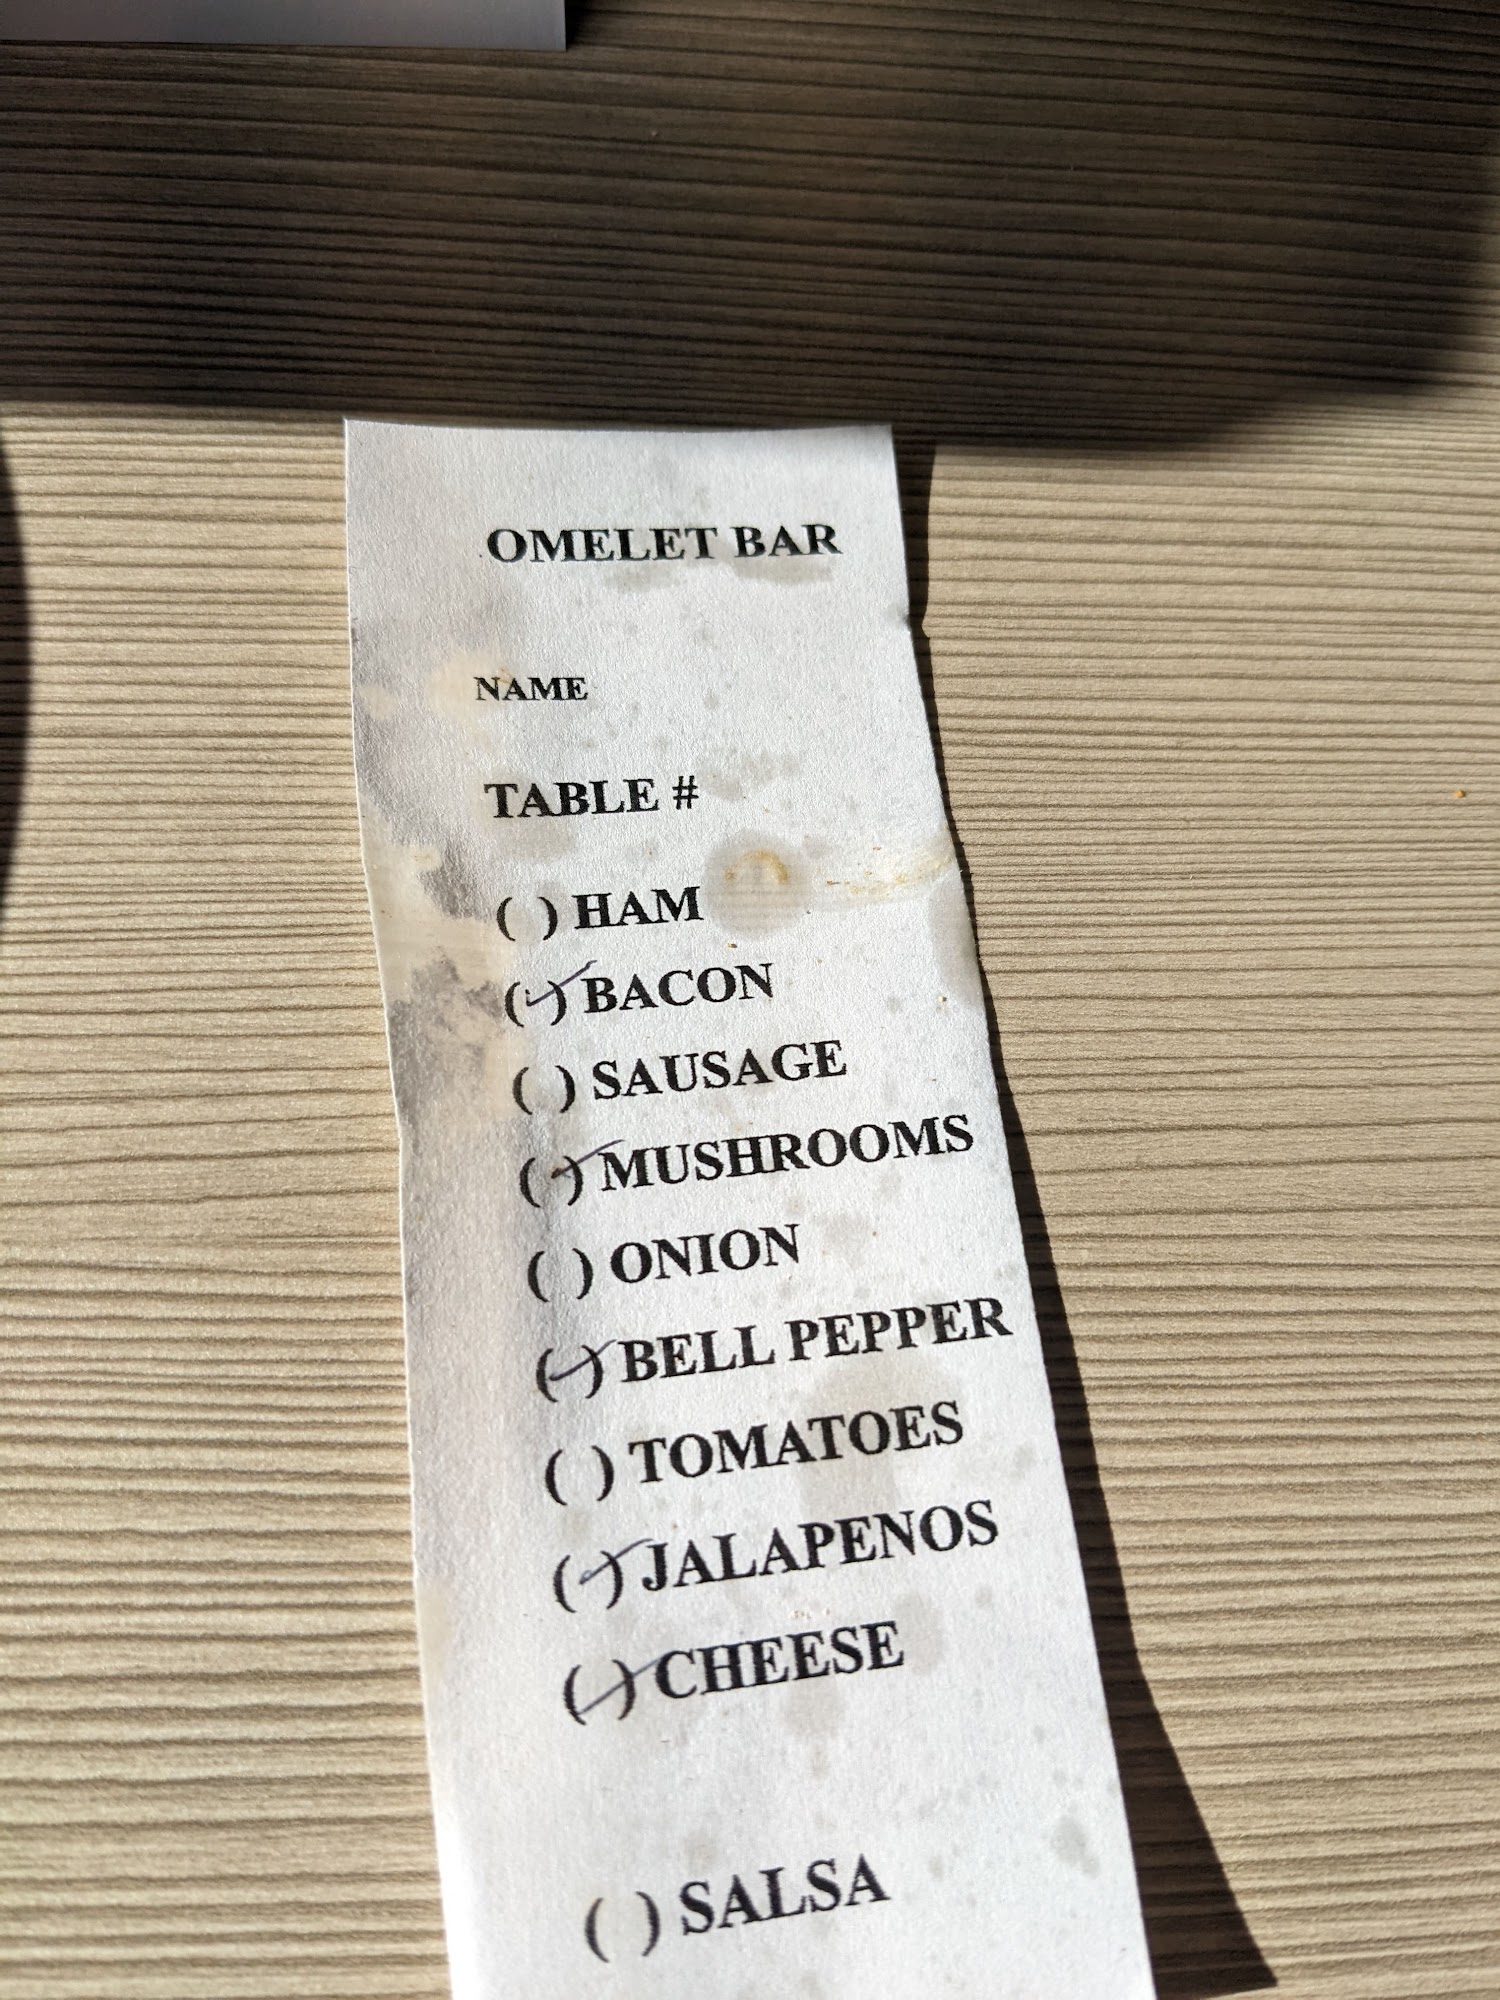 OMELET BAR
NAME
TABLE #
( ) HAM
(✓) BACON
( ) SAUSAGE
(✓) MUSHROOMS
( ) ONION
(✓) BELL PEPPER
( ) TOMATOES
(✓) JALAPENOS
(✓) CHEESE
( ) SALSA